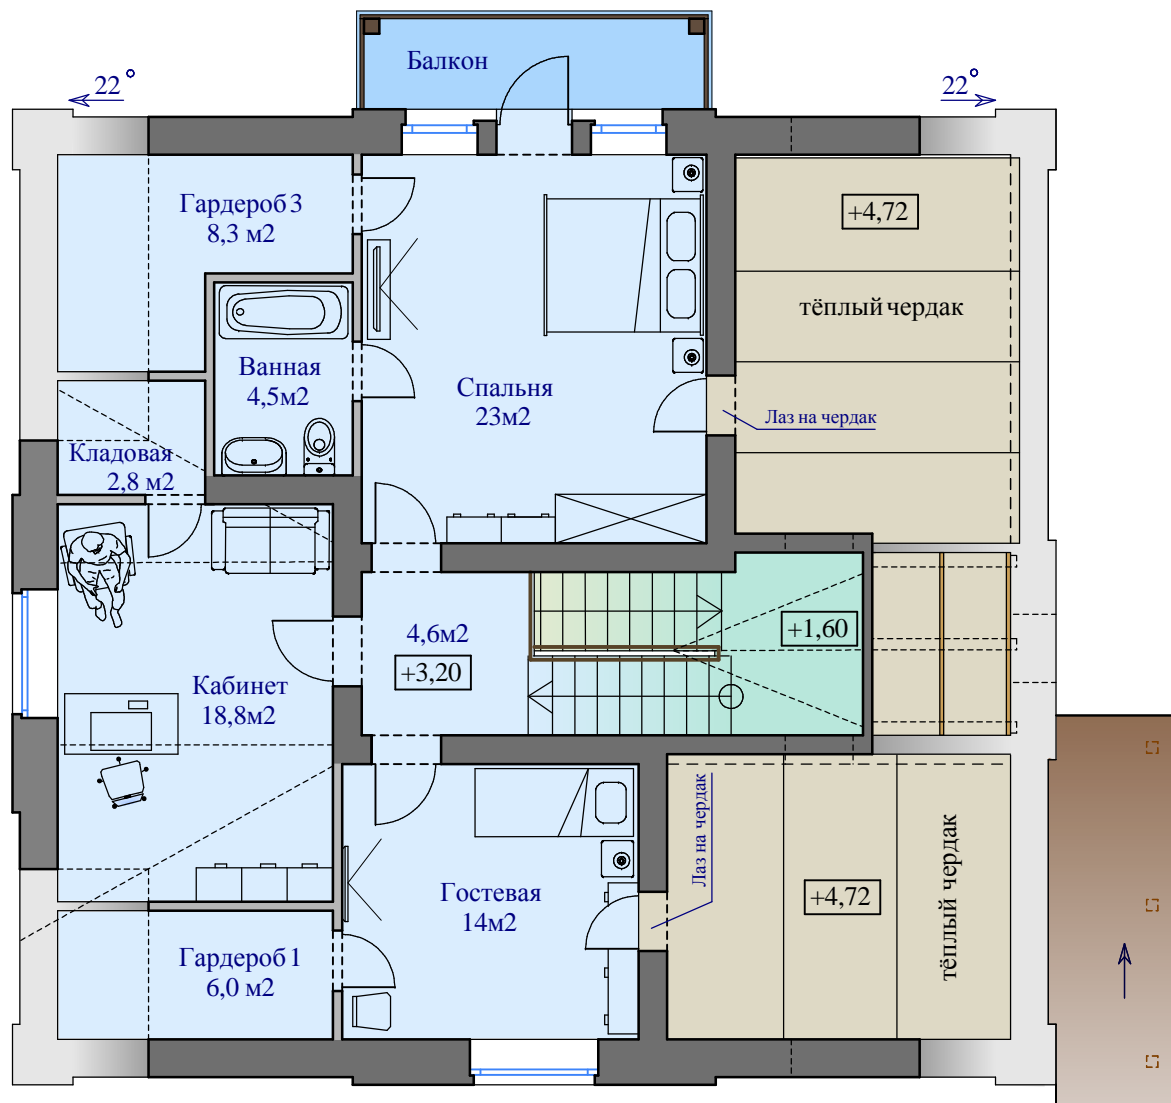 Балкон
22°
22°
Гардероб 3
8,3 м2
+4,72
тёплый чердак
Ванная
4,5м2
Спальня
23м2
Лаз на чердак
Кладовая
2,8 м2
4,6м2
+3,20
+1,60
Кабинет
18,8м2
Лаз на чердак
Гостевая
14м2
+4,72
тёплый чердак
Гардероб 1
6,0 м2